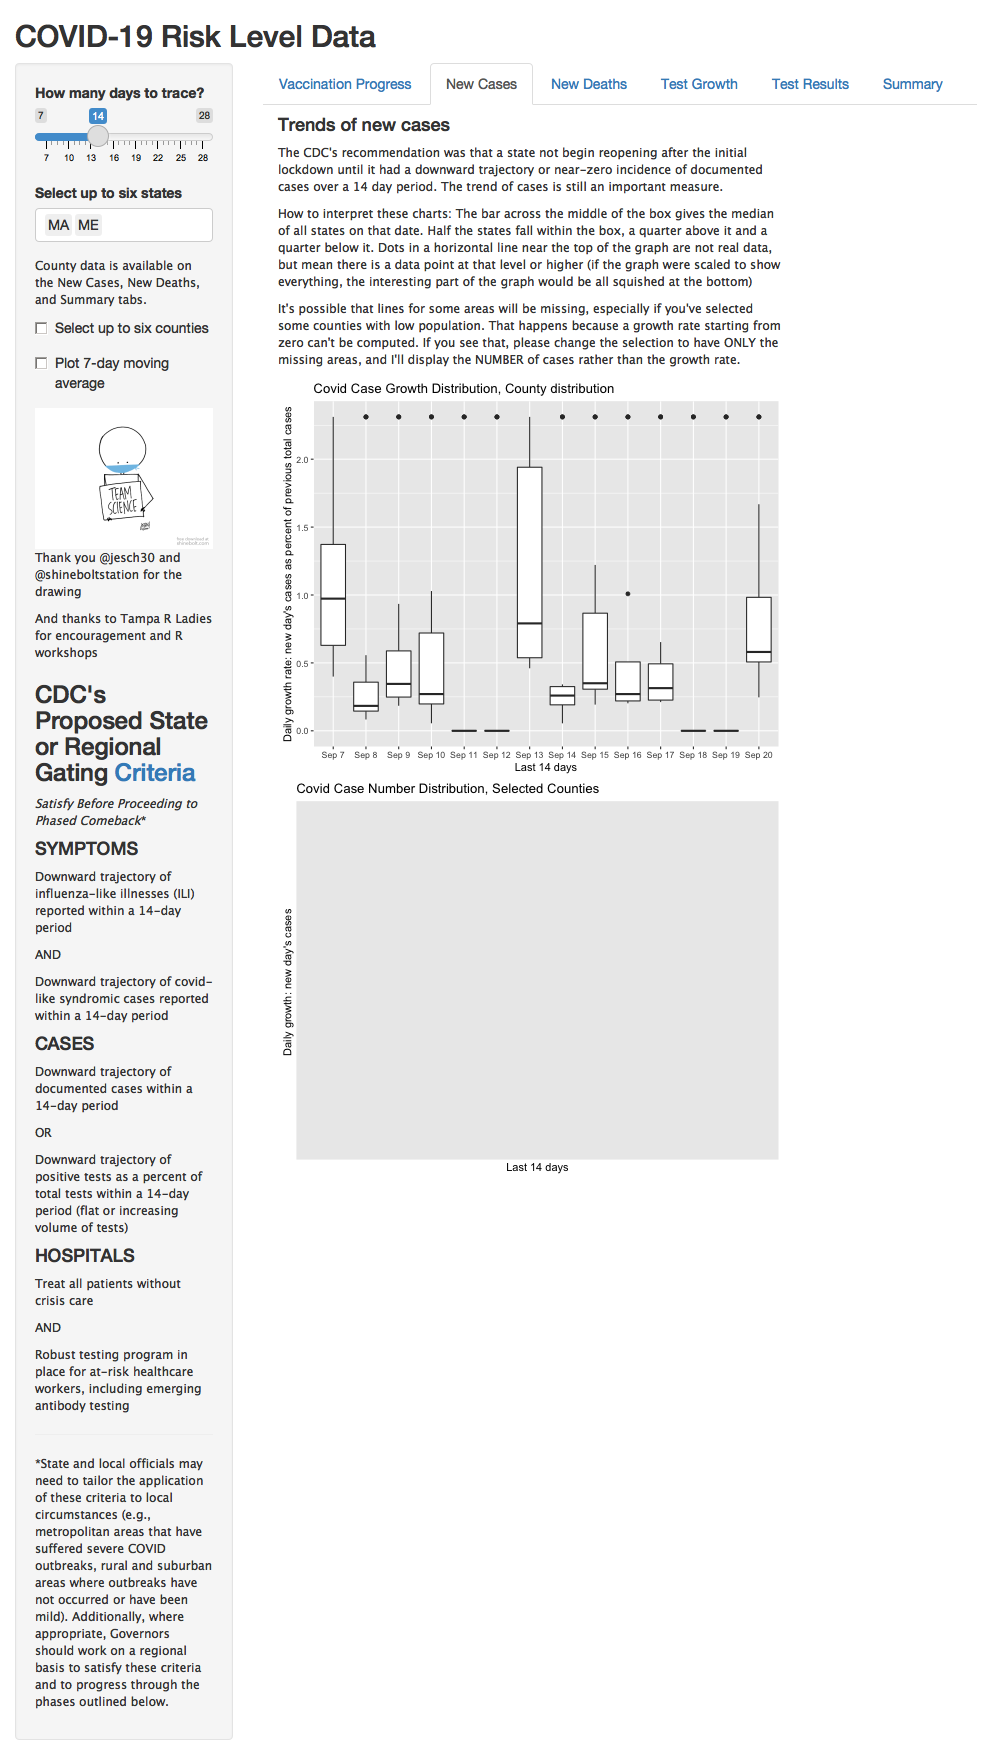 COVID-19 Risk Level Data
How many days to trace?
7 14 28
7 10 13 16 19 22 25 28
Select up to six states
MA ME
County data is available on
the New Cases, New Deaths,
and Summary tabs.
Select up to six counties
Plot 7-day moving
average
TEAM
SCIENCE
Thank you @jesch30 and
@shineboltstation for the
drawing
And thanks to Tampa R Ladies
for encouragement and R
workshops
CDC's
Proposed State
or Regional
Gating Criteria
Satisfy Before Proceeding to
Phased Comeback*
SYMPTOMS
Downward trajectory of
influenza-like illnesses (ILI)
reported within a 14-day
period
AND
Downward trajectory of covid-
like syndromic cases reported
within a 14-day period
CASES
Downward trajectory of
documented cases within a
14-day period
OR
Downward trajectory of
positive tests as a percent of
total tests within a 14-day
period (flat or increasing
volume of tests)
HOSPITALS
Treat all patients without
crisis care
AND
Robust testing program in
place for at-risk healthcare
workers, including emerging
antibody testing
*State and local officials may
need to tailor the application
of these criteria to local
circumstances (e.g.,
metropolitan areas that have
suffered severe COVID
outbreaks, rural and suburban
areas where outbreaks have
not occurred or have been
mild). Additionally, where
appropriate, Governors
should work on a regional
basis to satisfy these criteria
and to progress through the
phases outlined below.
Vaccination Progress New Cases New Deaths Test Growth Test Results Summary
Trends of new cases
The CDC's recommendation was that a state not begin reopening after the initial
lockdown until it had a downward trajectory or near-zero incidence of documented
cases over a 14 day period. The trend of cases is still an important measure.
How to interpret these charts: The bar across the middle of the box gives the median
of all states on that date. Half the states fall within the box, a quarter above it and a
quarter below it. Dots in a horizontal line near the top of the graph are not real data,
but mean there is a data point at that level or higher (if the graph were scaled to show
everything, the interesting part of the graph would be all squished at the bottom)
It's possible that lines for some areas will be missing, especially if you've selected
some counties with low population. That happens because a growth rate starting from
zero can't be computed. If you see that, please change the selection to have ONLY the
missing areas, and I'll display the NUMBER of cases rather than the growth rate.
Covid Case Growth Distribution, County distribution
Daily growth rate: new day's cases as percent of previous total cases
2.0
1.5
1.0
0.5
0.0
Sep 7 Sep 8 Sep 9 Sep 10 Sep 11 Sep 12 Sep 13 Sep 14 Sep 15 Sep 16 Sep 17 Sep 18 Sep 19 Sep 20
Last 14 days
Covid Case Number Distribution, Selected Counties
Daily growth: new day's cases
Last 14 days